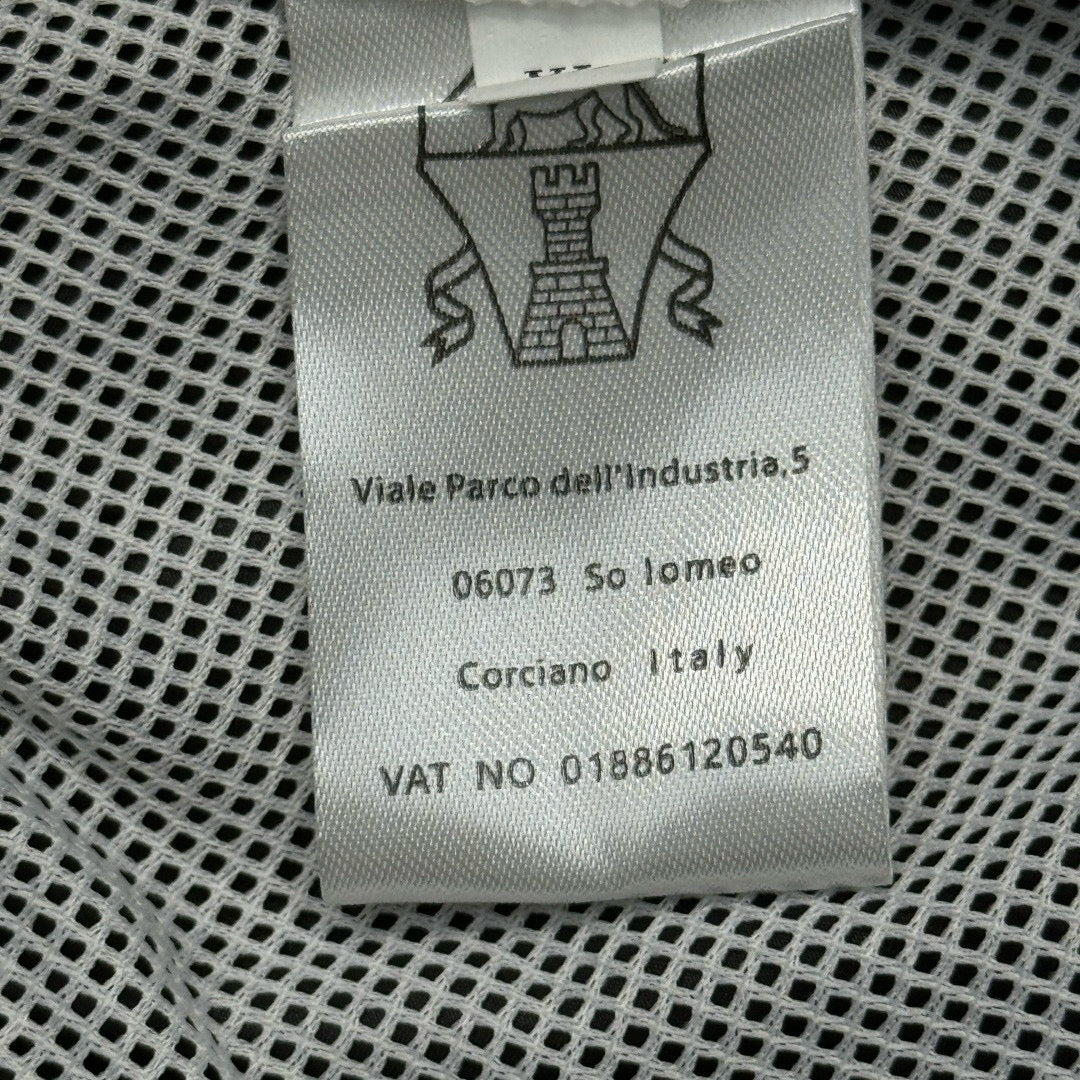 Viale Parco dell'Industria,5
06073 So lomeo
Corciano Italy
VAT NO 01886120540